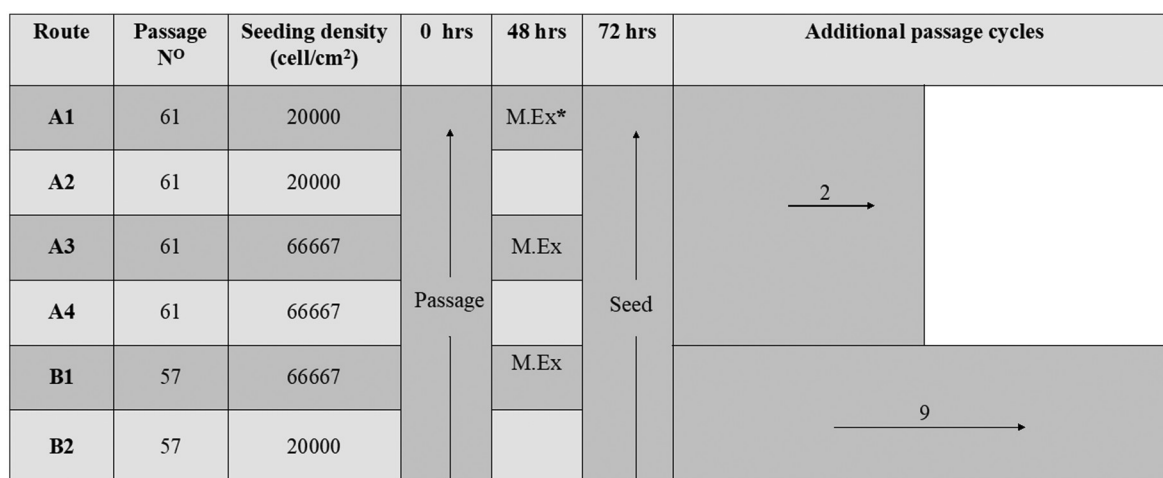 Route Passage Nᴼ Seeding density (cell/cm²) 0 hrs 48 hrs 72 hrs Additional passage cycles
A1 61 20000 M.Ex*
A2 61 20000 2
A3 61 66667 M.Ex
A4 61 66667 Passage Seed
B1 57 66667 M.Ex
B2 57 20000 9